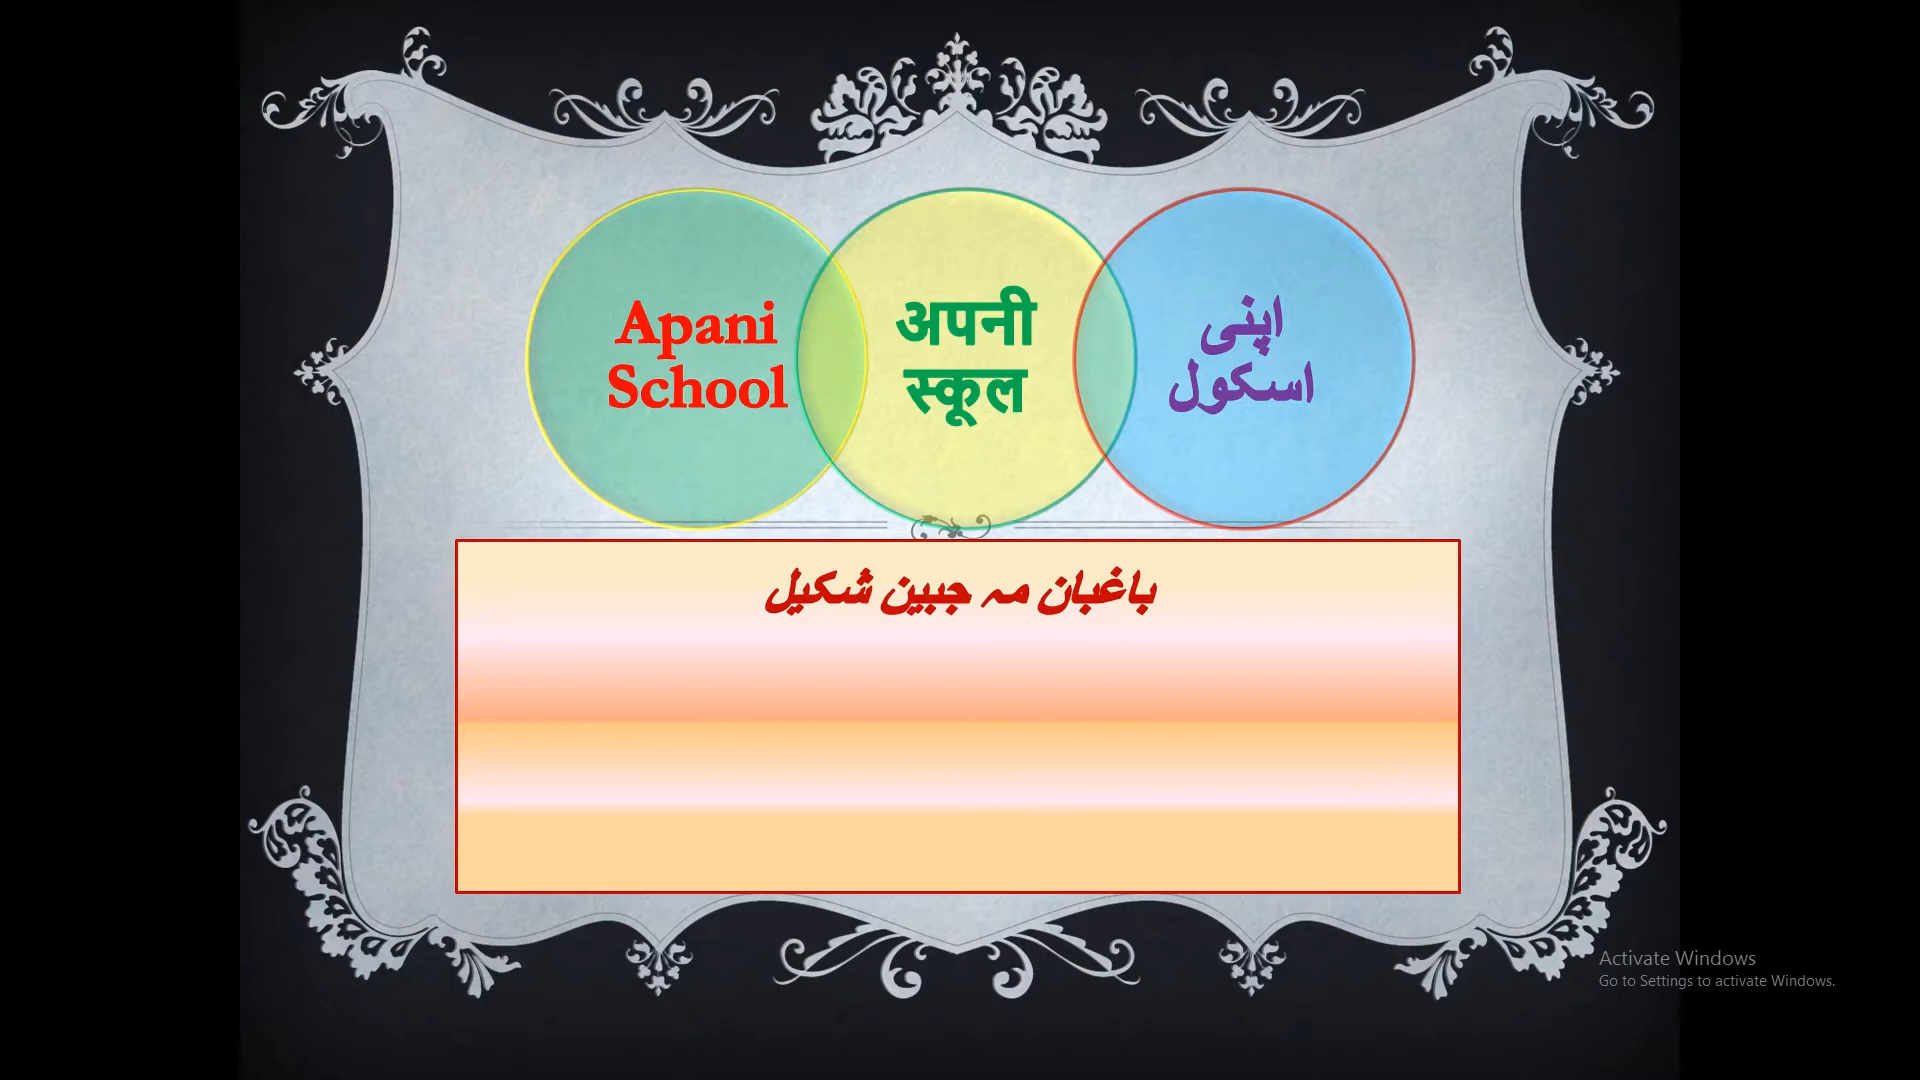 Apani
School
अपनी
स्कूल
اپنی
اسکول
باغبان مہ جبین شکیل
Activate Windows
Go to Settings to activate Windows.